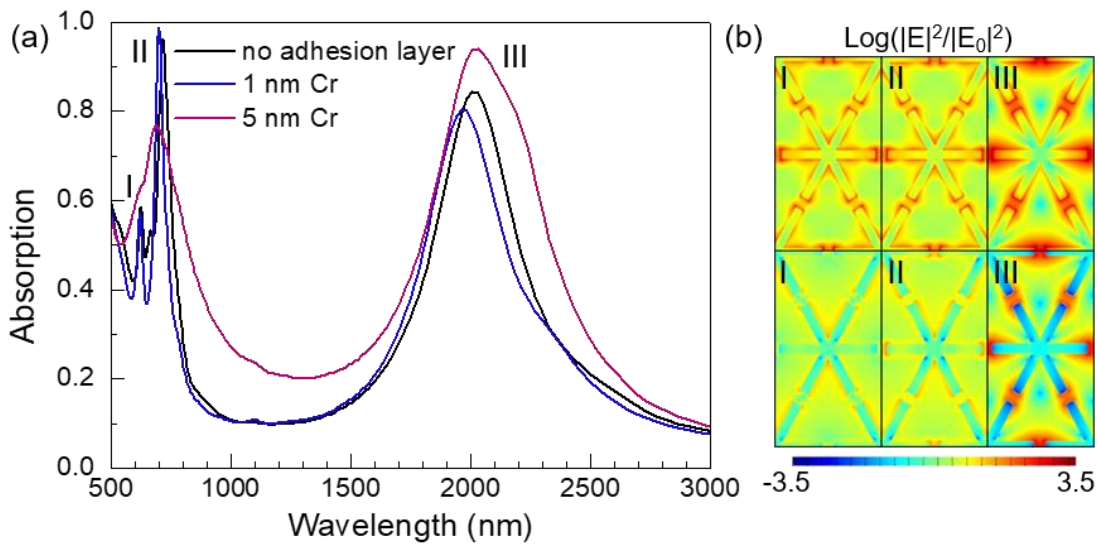 (a)
1.0
0.8
0.6
0.4
0.2
0.0
Absorption
I
II
III
no adhesion layer
1 nm Cr
5 nm Cr
500 1000 1500 2000 2500 3000
Wavelength (nm)
(b)
Log(|E|²/|E₀|²)
I II III
I II III
-3.5 3.5